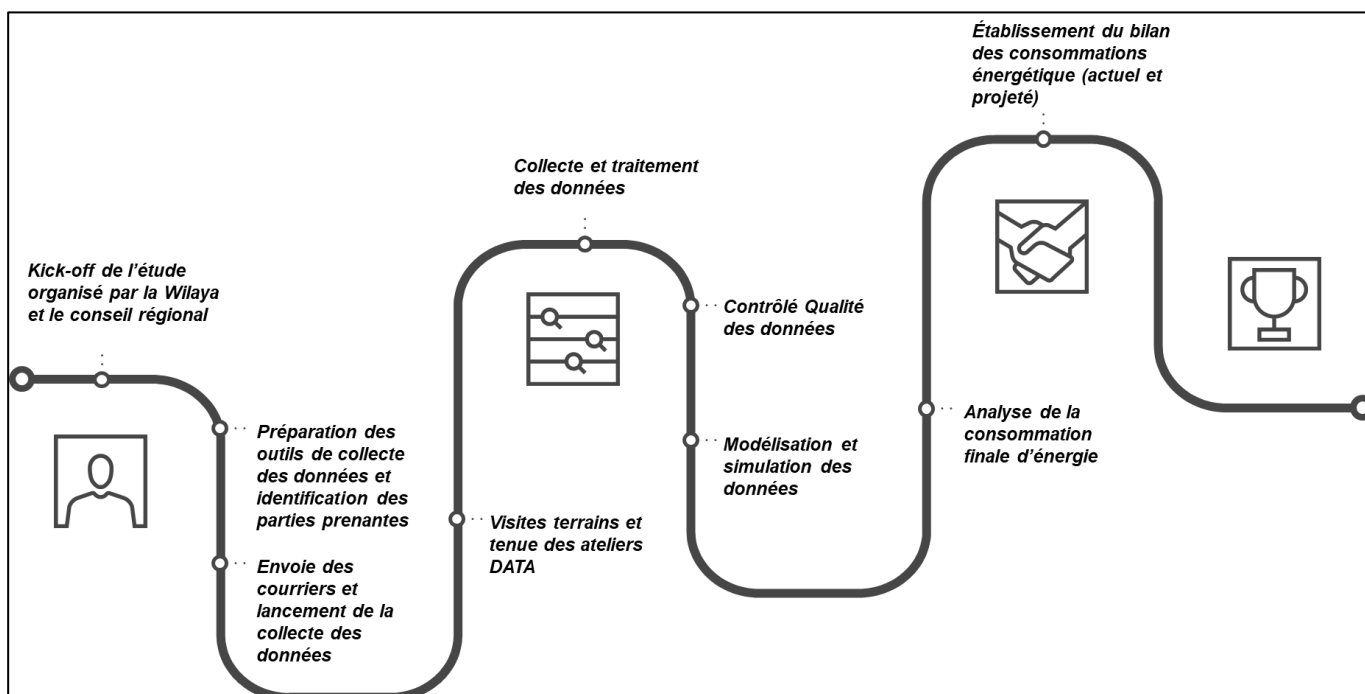 Kick-off de l’étude
organisé par la Wilaya
et le conseil régional
Préparation des
outils de collecte
des données et
identification des
parties prenantes
Envoie des
courriers et
lancement de la
collecte des
données
Visites terrains et
tenue des ateliers
DATA
Collecte et traitement
des données
Contrôlé Qualité
des données
Modélisation et
simulation des
données
Analyse de la
consommation
finale d’énergie
Établissement du bilan
des consommations
énergétique (actuel et
projeté)